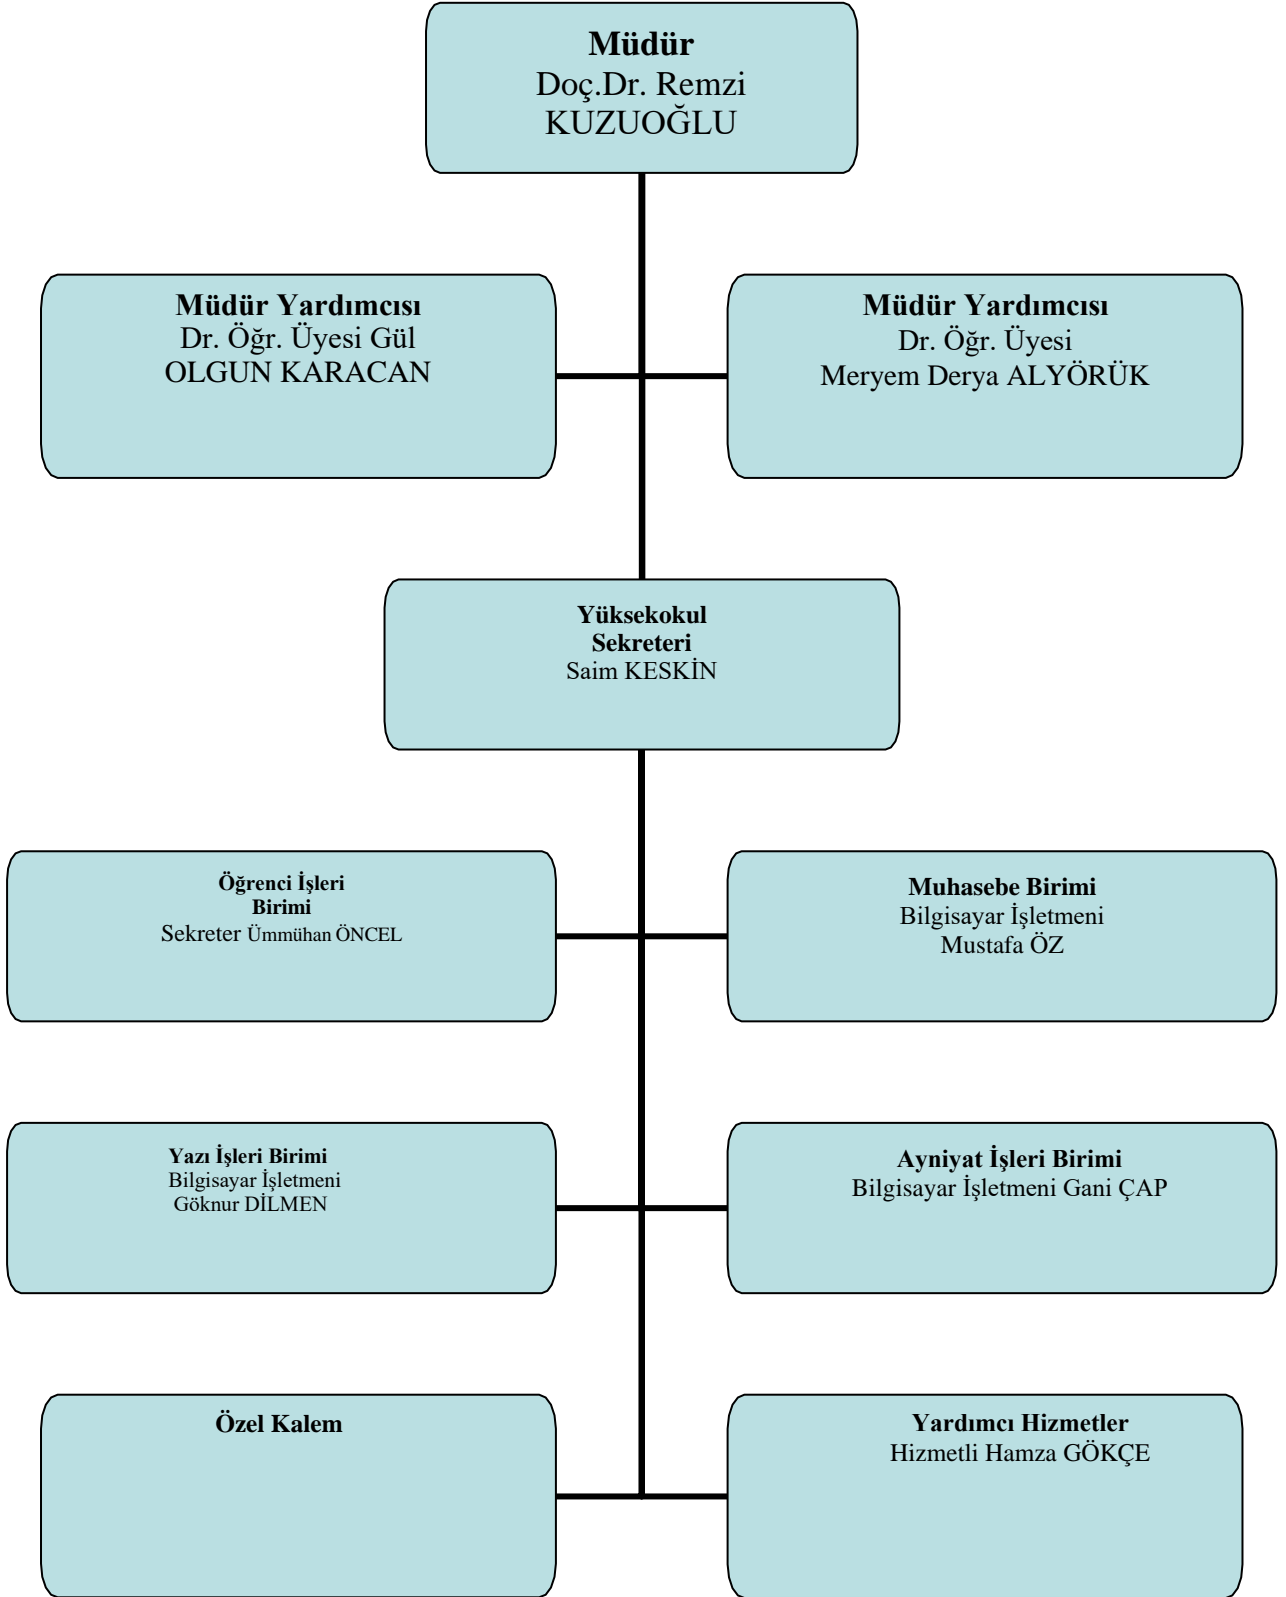 Müdür
Doç.Dr. Remzi
KUZUOĞLU
Müdür Yardımcısı
Dr. Öğr. Üyesi Gül
OLGUN KARACAN
Müdür Yardımcısı
Dr. Öğr. Üyesi
Meryem Derya ALYÖRÜK
Yüksekokul
Sekreteri
Saim KESKİN
Öğrenci İşleri
Birimi
Sekreter Ümmühan ÖNCEL
Muhasebe Birimi
Bilgisayar İşletmeni
Mustafa ÖZ
Yazı İşleri Birimi
Bilgisayar İşletmeni
Göknur DİLMEN
Ayniyat İşleri Birimi
Bilgisayar İşletmeni Gani ÇAP
Özel Kalem
Yardımcı Hizmetler
Hizmetli Hamza GÖKÇE